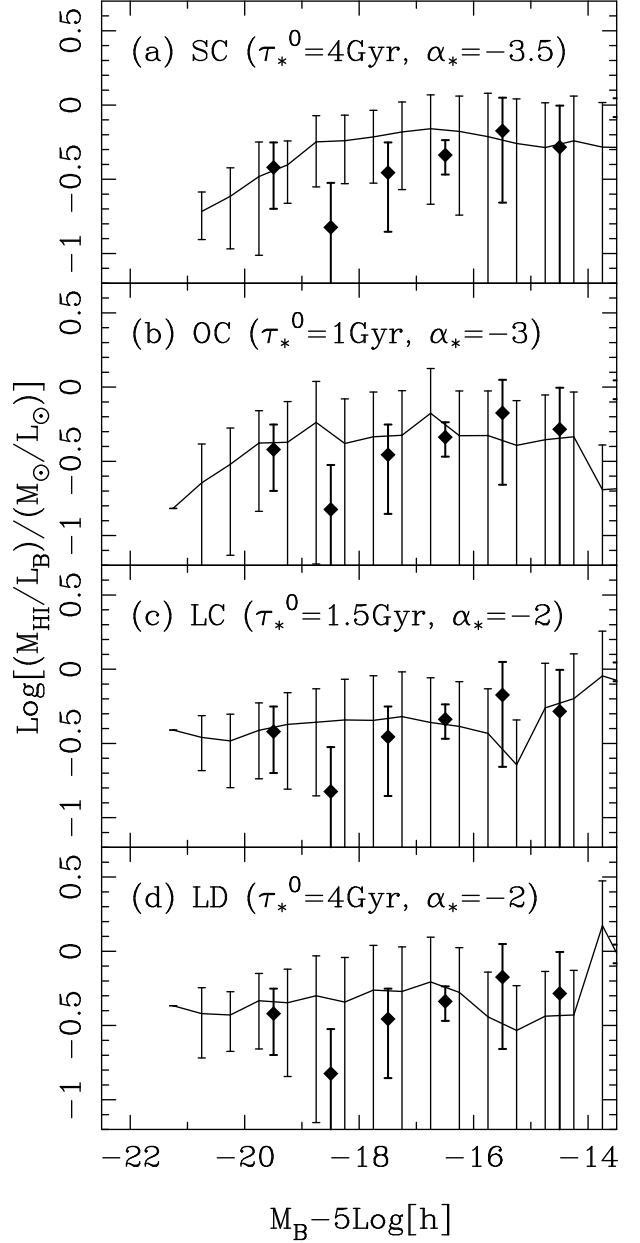 0.5
(a) SC (τ*⁰=4Gyr, α*=−3.5)
0
−0.5
−1
0.5
(b) OC (τ*⁰=1Gyr, α*=−3)
0
−0.5
−1
0.5
(c) LC (τ*⁰=1.5Gyr, α*=−2)
0
−0.5
−1
0.5
(d) LD (τ*⁰=4Gyr, α*=−2)
0
−0.5
−1
Log[(M_HI/L_B)/(M_⊙/L_⊙)]
−22 −20 −18 −16 −14
M_B−5Log[h]